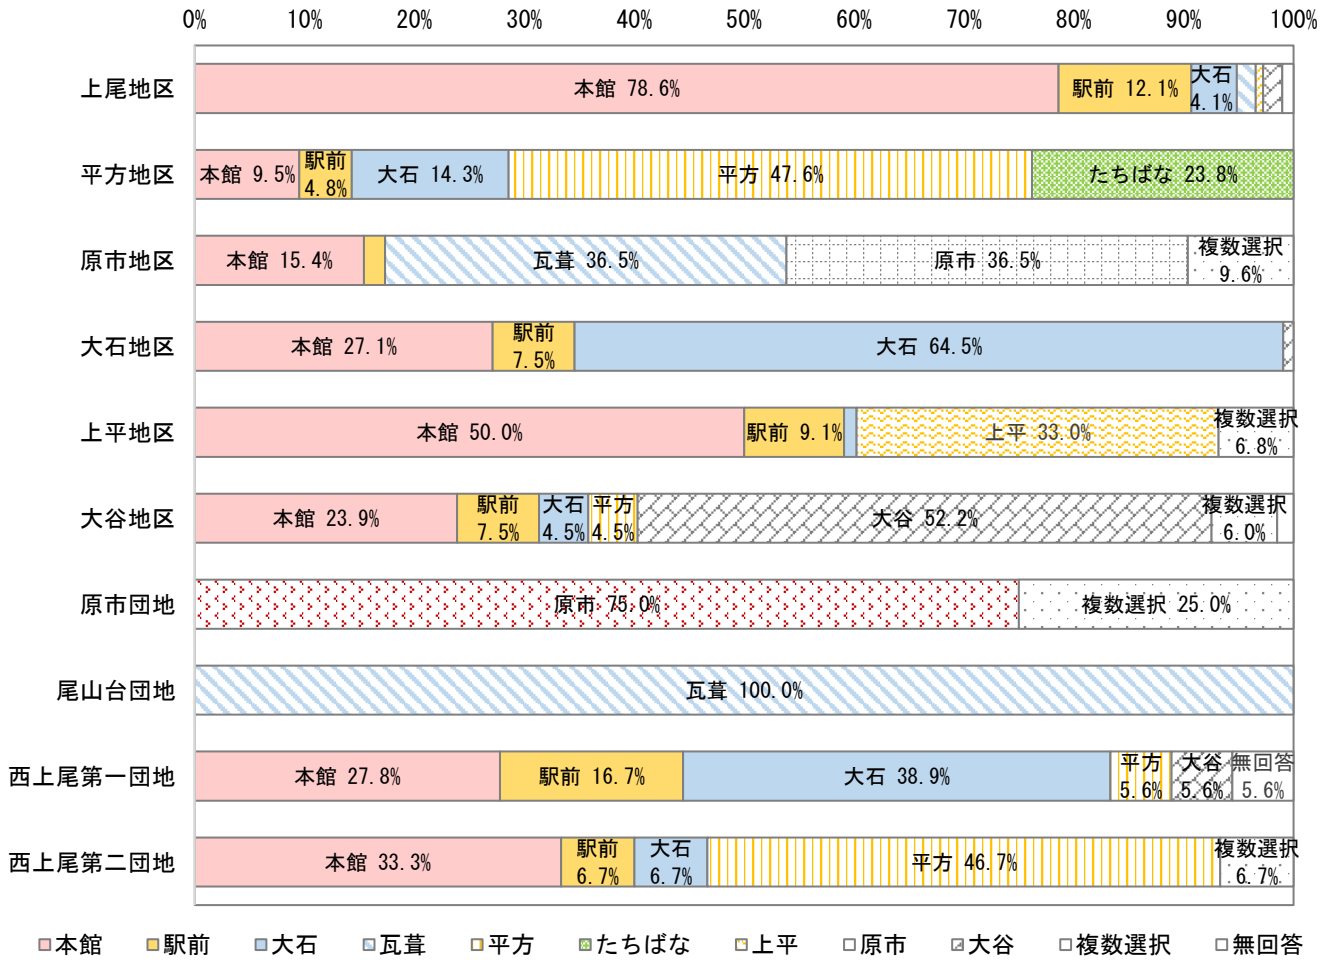 0% 10% 20% 30% 40% 50% 60% 70% 80% 90% 100%
上尾地区 本館 78.6% 駅前 12.1% 大石 4.1%
平方地区 本館 9.5% 駅前 4.8% 大石 14.3% 平方 47.6% たちばな 23.8%
原市地区 本館 15.4% 瓦葺 36.5% 原市 36.5% 複数選択 9.6%
大石地区 本館 27.1% 駅前 7.5% 大石 64.5%
上平地区 本館 50.0% 駅前 9.1% 上平 33.0% 複数選択 6.8%
大谷地区 本館 23.9% 駅前 7.5% 大石 4.5% 平方 4.5% 大谷 52.2% 複数選択 6.0%
原市団地 原市 75.0% 複数選択 25.0%
尾山台団地 瓦葺 100.0%
西上尾第一団地 本館 27.8% 駅前 16.7% 大石 38.9% 平方 5.6% 大谷 5.6% 無回答 5.6%
西上尾第二団地 本館 33.3% 駅前 6.7% 大石 6.7% 平方 46.7% 複数選択 6.7%
本館 駅前 大石 瓦葺 平方 たちばな 上平 原市 大谷 複数選択 無回答